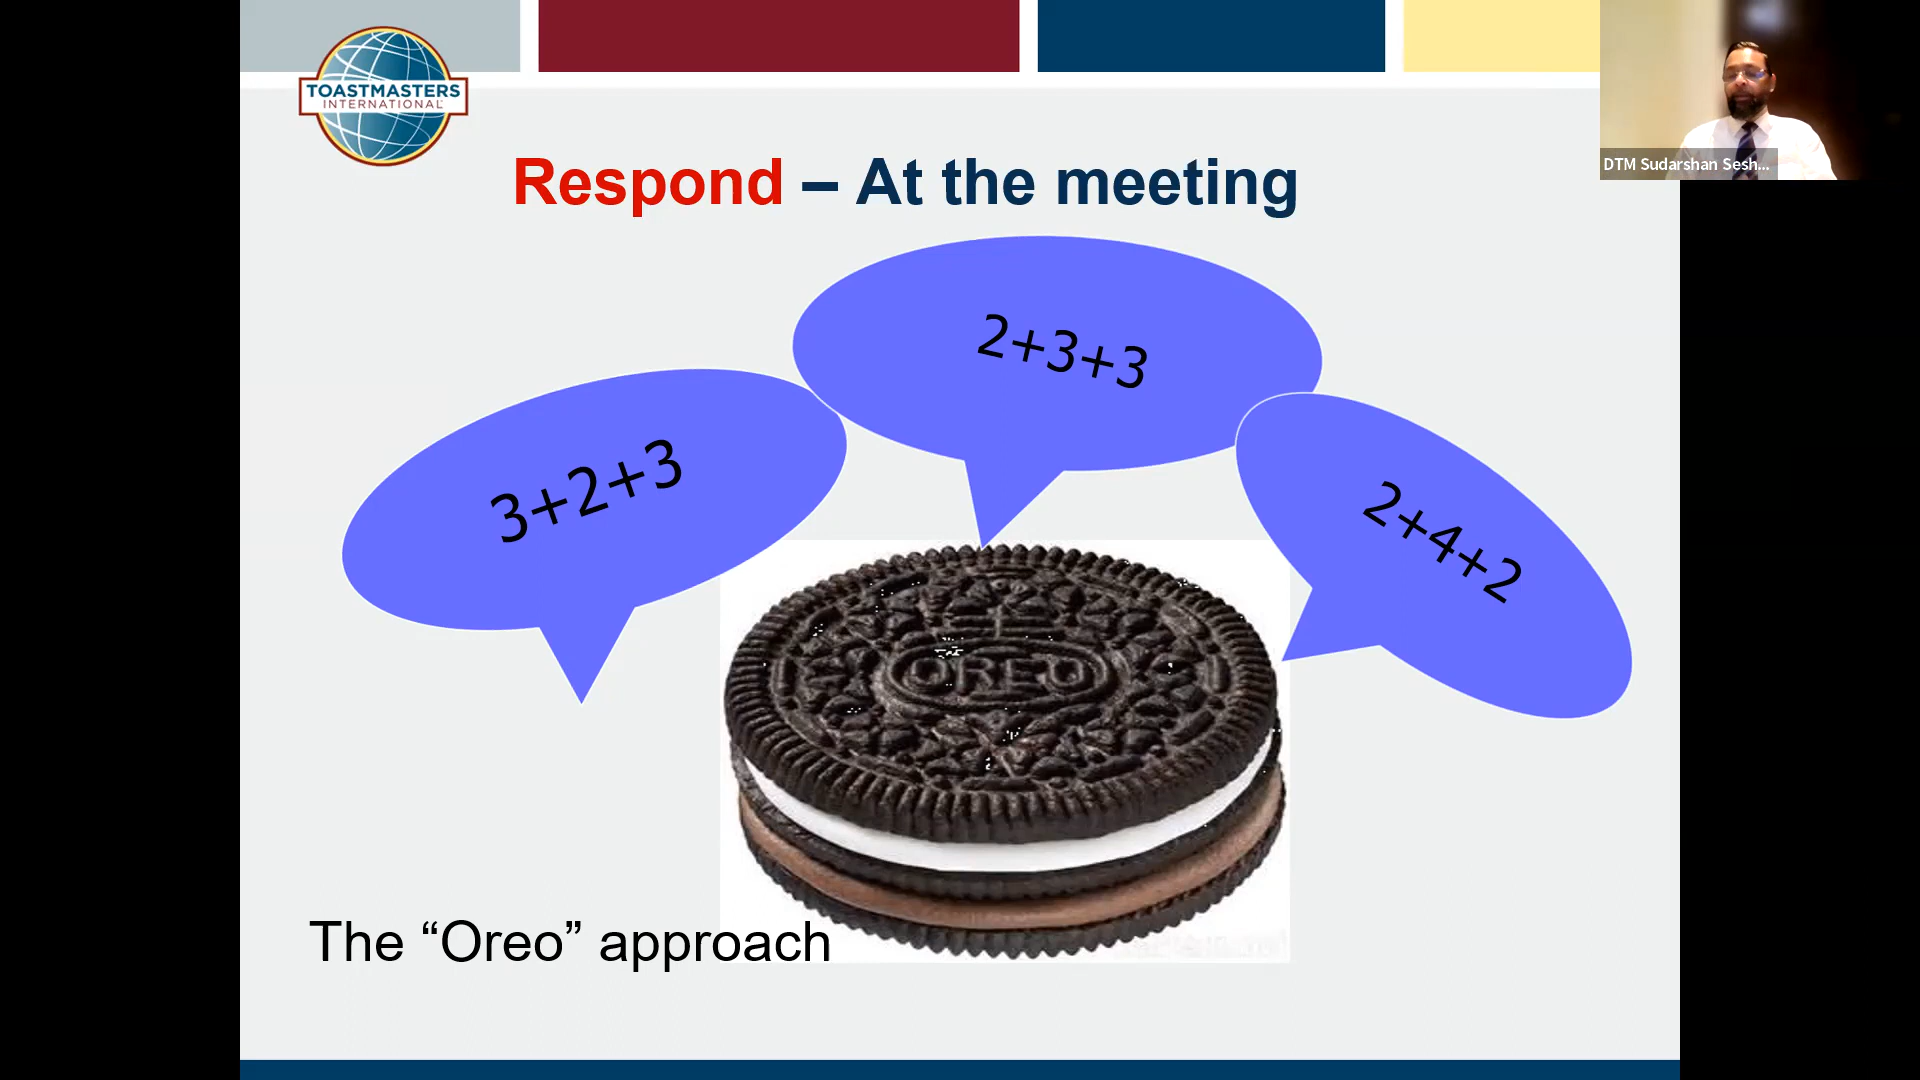 TOASTMASTERS
INTERNATIONAL
DTM Sudarshan Sesh...
Respond – At the meeting
2+3+3
3+2+3
2+4+2
OREO
The “Oreo” approach